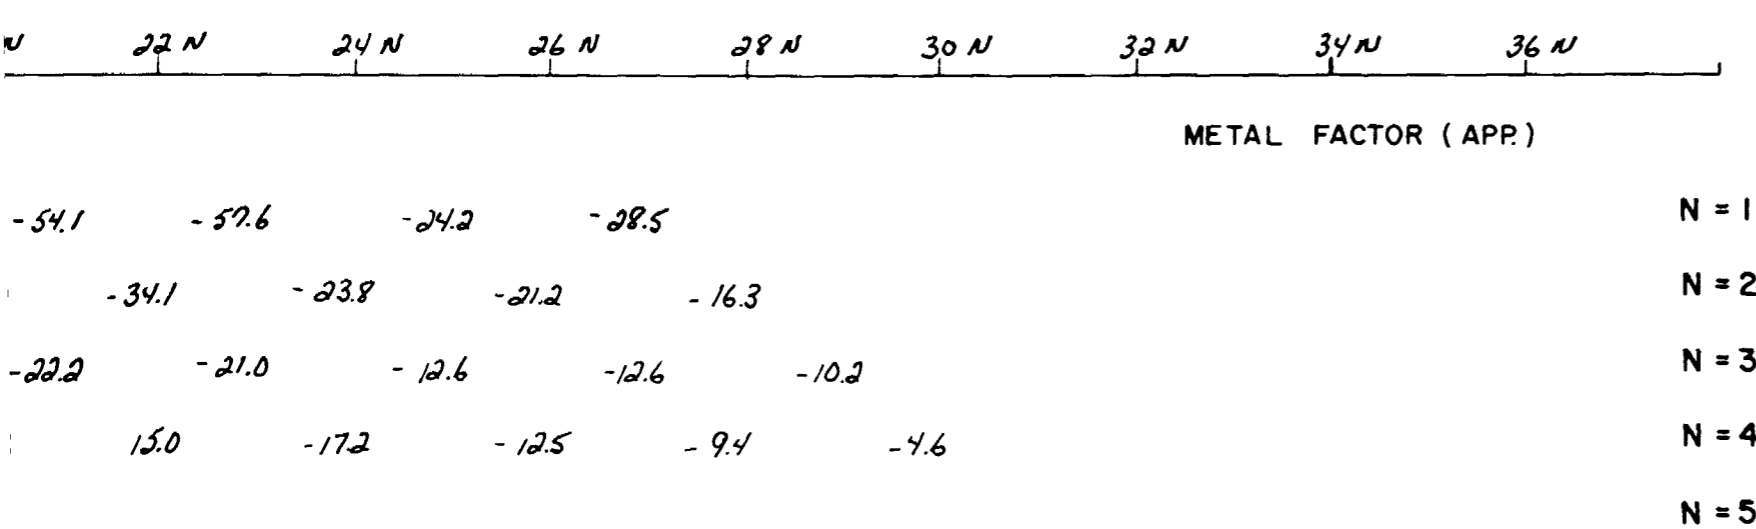 N 22 N 24 N 26 N 28 N 30 N 32 N 34 N 36 N
METAL FACTOR (APP.)
-54.1 -57.6 -24.2 -28.5 N = 1
-34.1 -23.8 -21.2 -16.3 N = 2
-22.2 -21.0 -12.6 -12.6 -10.2 N = 3
15.0 -17.2 -12.5 -9.4 -4.6 N = 4
N = 5